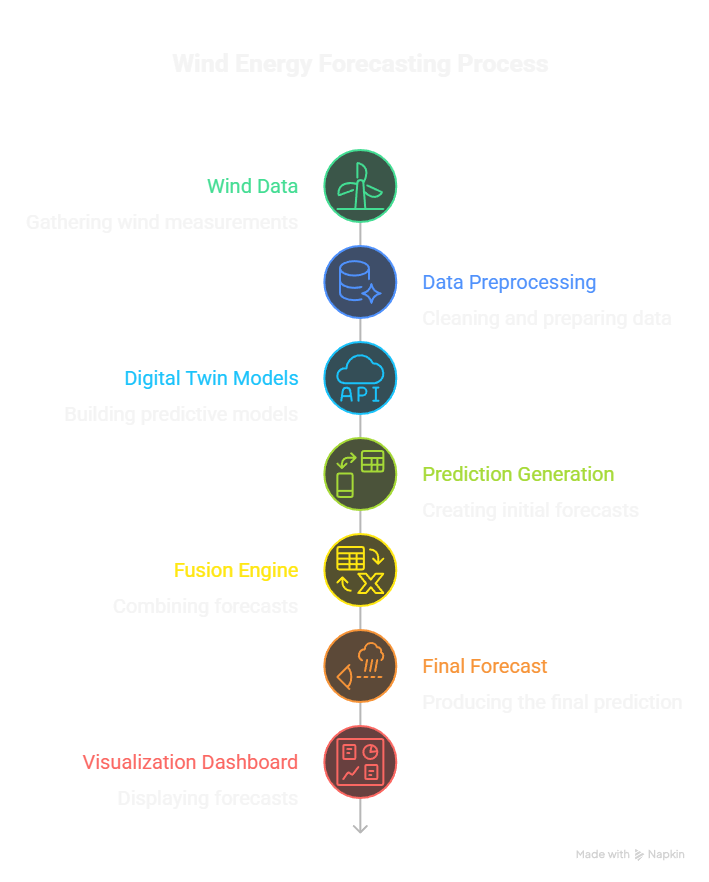 Wind Energy Forecasting Process
Wind Data
Gathering wind measurements
Data Preprocessing
Cleaning and preparing data
Digital Twin Models
Building predictive models
API
Prediction Generation
Creating initial forecasts
Fusion Engine
Combining forecasts
Final Forecast
Producing the final prediction
Visualization Dashboard
Displaying forecasts
Made with Napkin